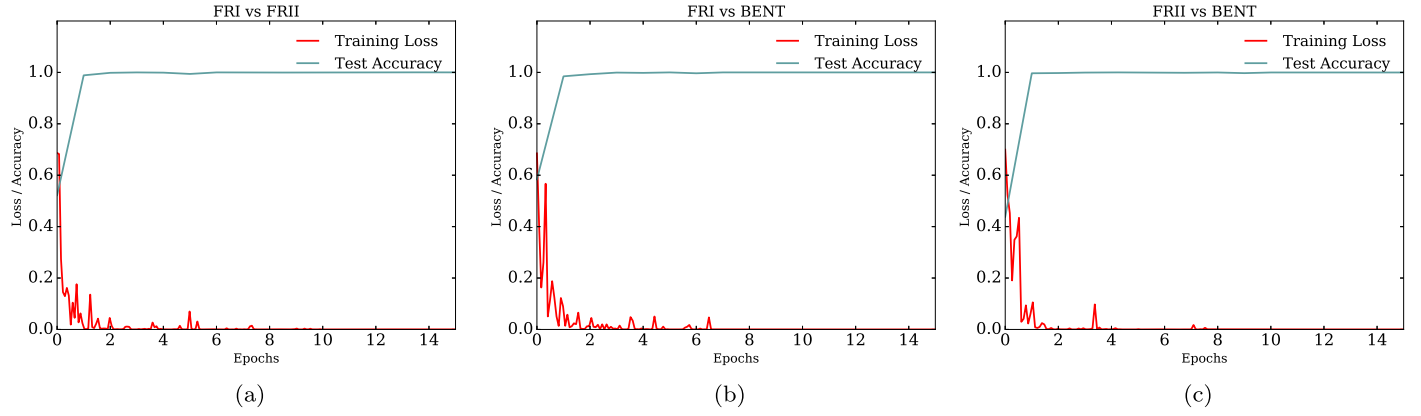 FRI vs FRII
Training Loss
Test Accuracy
Loss / Accuracy
1.0
0.8
0.6
0.4
0.2
0.0
0 2 4 6 8 10 12 14
Epochs
(a)
FRI vs BENT
Training Loss
Test Accuracy
Loss / Accuracy
1.0
0.8
0.6
0.4
0.2
0.0
0 2 4 6 8 10 12 14
Epochs
(b)
FRII vs BENT
Training Loss
Test Accuracy
Loss / Accuracy
1.0
0.8
0.6
0.4
0.2
0.0
0 2 4 6 8 10 12 14
Epochs
(c)